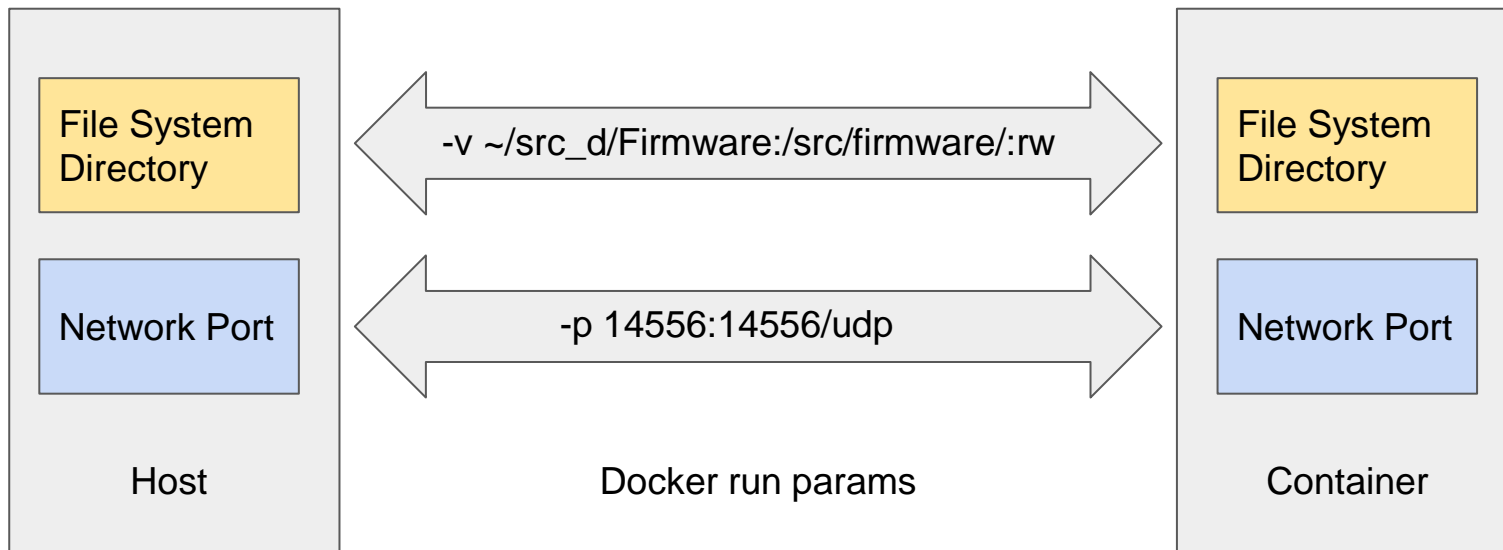 File System
Directory
-v ~/src_d/Firmware:/src/firmware/:rw
File System
Directory
Network Port
-p 14556:14556/udp
Network Port
Host
Docker run params
Container